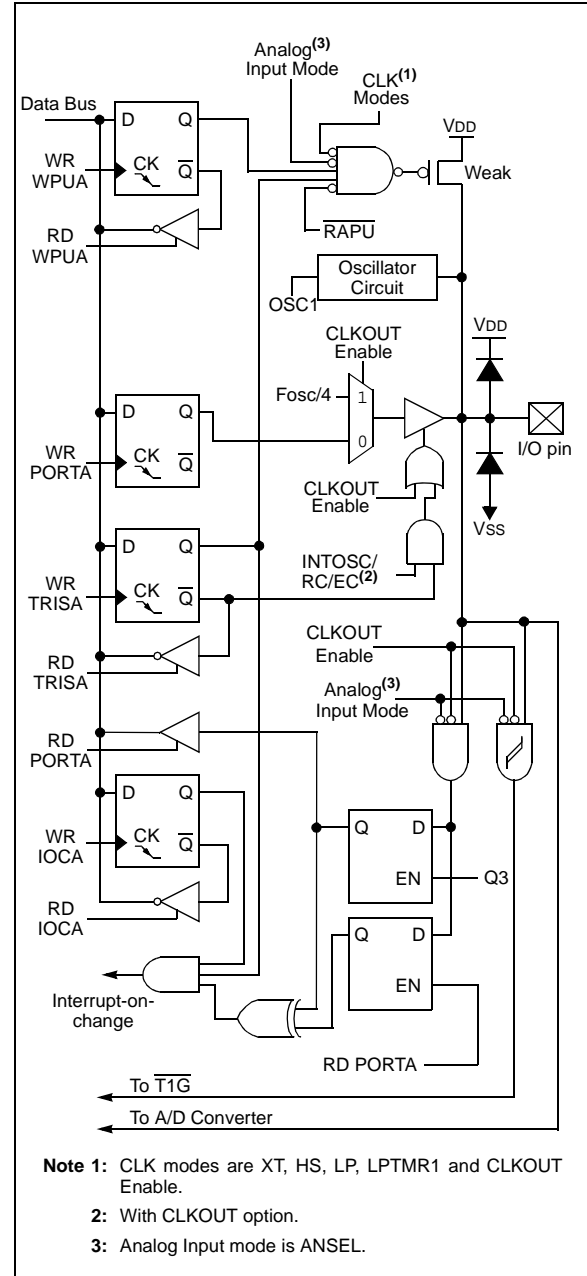 Analog(3)
Input Mode
CLK(1)
Modes
Data Bus
VDD
D Q
WR
WPUA
CK Q
Weak
RD
WPUA
RAPU
Oscillator
Circuit
OSC1
VDD
CLKOUT
Enable
Fosc/4
1
0
D Q
WR
PORTA
CK Q
I/O pin
CLKOUT
Enable
VSS
D Q
WR
TRISA
CK Q
INTOSC/
RC/EC(2)
CLKOUT
Enable
RD
TRISA
Analog(3)
Input Mode
RD
PORTA
D Q
WR
IOCA
CK Q
Q D
EN
Q3
RD
IOCA
Q D
EN
Interrupt-on-
change
RD PORTA
To T1G
To A/D Converter
Note 1: CLK modes are XT, HS, LP, LPTMR1 and CLKOUT
Enable.
2: With CLKOUT option.
3: Analog Input mode is ANSEL.